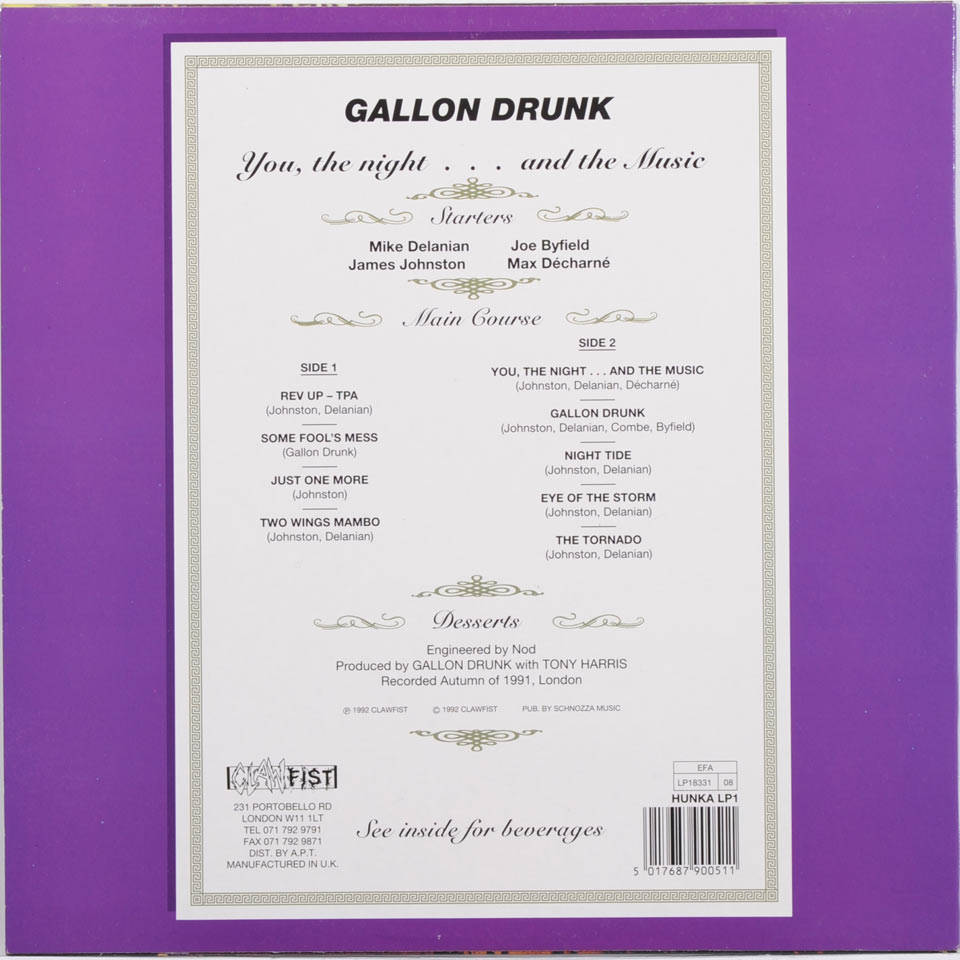 GALLON DRUNK
You, the night . . . and the Music
Starters
Mike Delanian
Joe Byfield
James Johnston
Max Décharné
Main Course
SIDE 1
REV UP – TPA
(Johnston, Delanian)
SOME FOOL'S MESS
(Gallon Drunk)
JUST ONE MORE
(Johnston)
TWO WINGS MAMBO
(Johnston, Delanian)
SIDE 2
YOU, THE NIGHT . . . AND THE MUSIC
(Johnston, Delanian, Décharné)
GALLON DRUNK
(Johnston, Delanian, Combe, Byfield)
NIGHT TIDE
(Johnston, Delanian)
EYE OF THE STORM
(Johnston, Delanian)
THE TORNADO
(Johnston, Delanian)
Desserts
Engineered by Nod
Produced by GALLON DRUNK with TONY HARRIS
Recorded Autumn of 1991, London
℗ 1992 CLAWFIST © 1992 CLAWFIST PUB. BY SCHNOZZA MUSIC
CLAWFIST
231 PORTOBELLO RD
LONDON W11 1LT
TEL 071 792 9791
FAX 071 792 9871
DIST. BY A.P.T.
MANUFACTURED IN U.K.
See inside for beverages
EFA
LP18331 08
HUNKA LP1
5 017687 900511